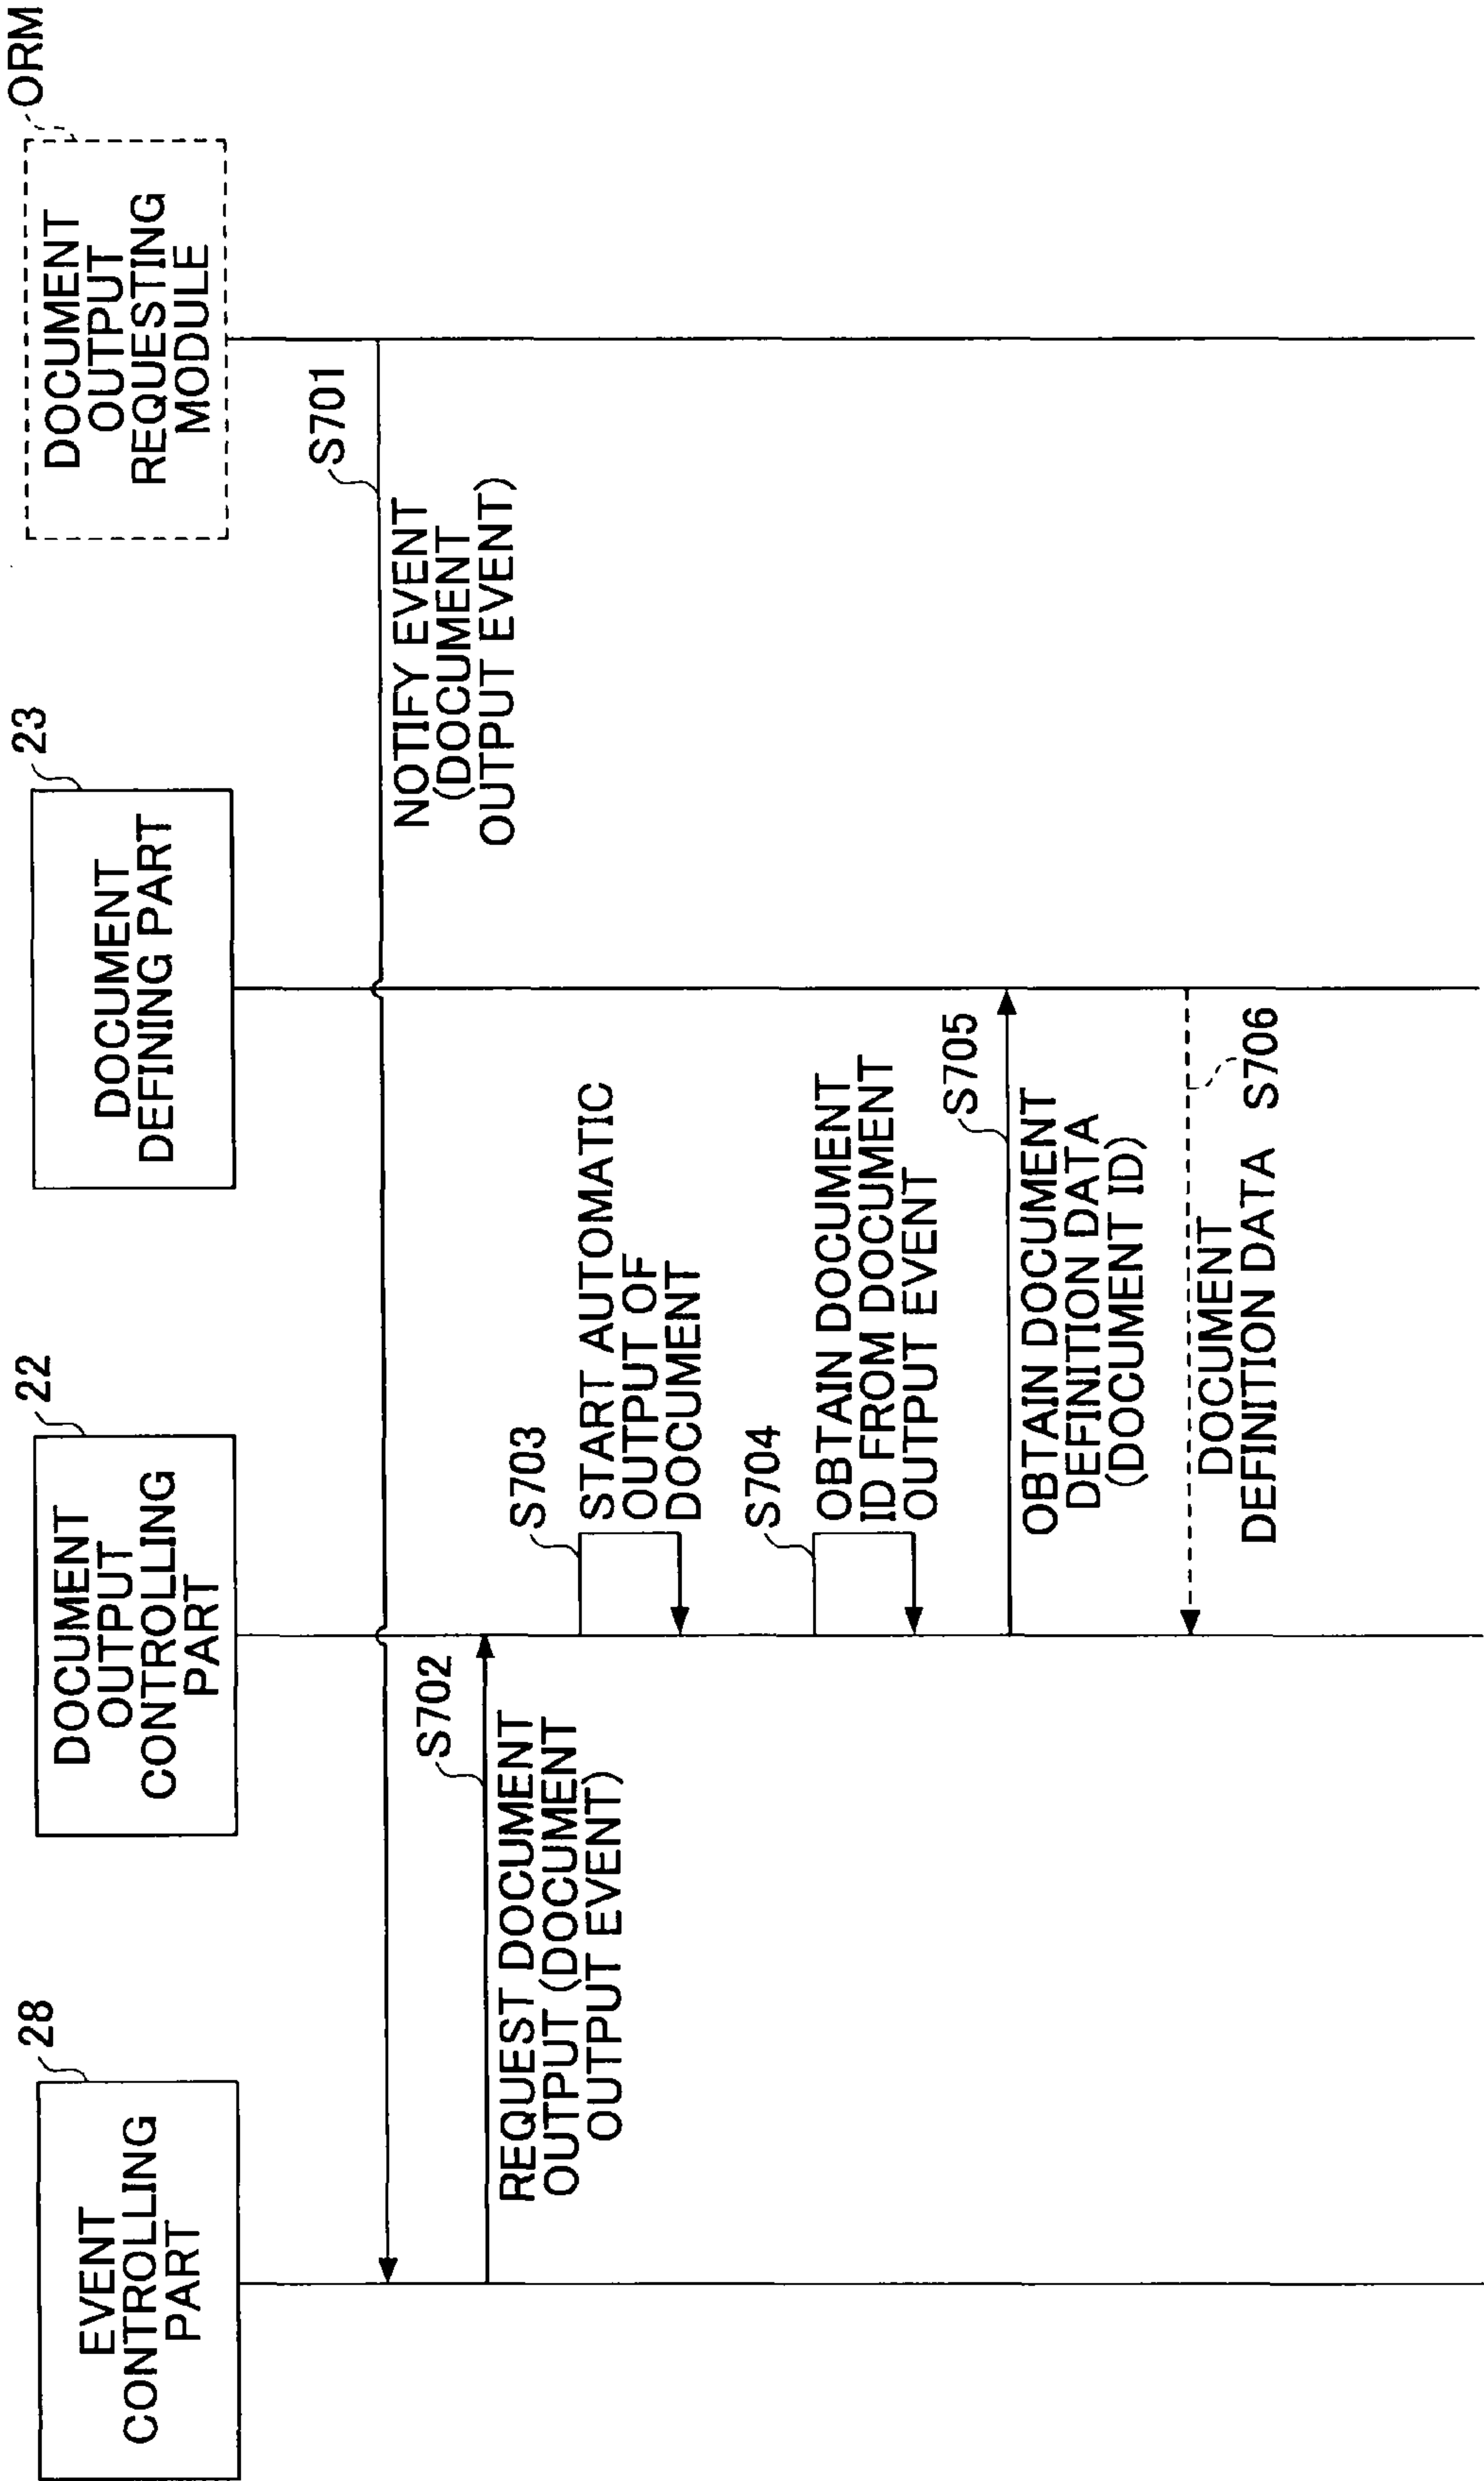 28
EVENT
CONTROLLING
PART
22
DOCUMENT
OUTPUT
CONTROLLING
PART
23
DOCUMENT
DEFINING PART
ORM
DOCUMENT
OUTPUT
REQUESTING
MODULE
S701
NOTIFY EVENT
(DOCUMENT
OUTPUT EVENT)
S702
REQUEST DOCUMENT
OUTPUT (DOCUMENT
OUTPUT EVENT)
S703
START AUTOMATIC
OUTPUT OF
DOCUMENT
S704
OBTAIN DOCUMENT
ID FROM DOCUMENT
OUTPUT EVENT
S705
OBTAIN DOCUMENT
DEFINITION DATA
(DOCUMENT ID)
DOCUMENT
DEFINITION DATA S706